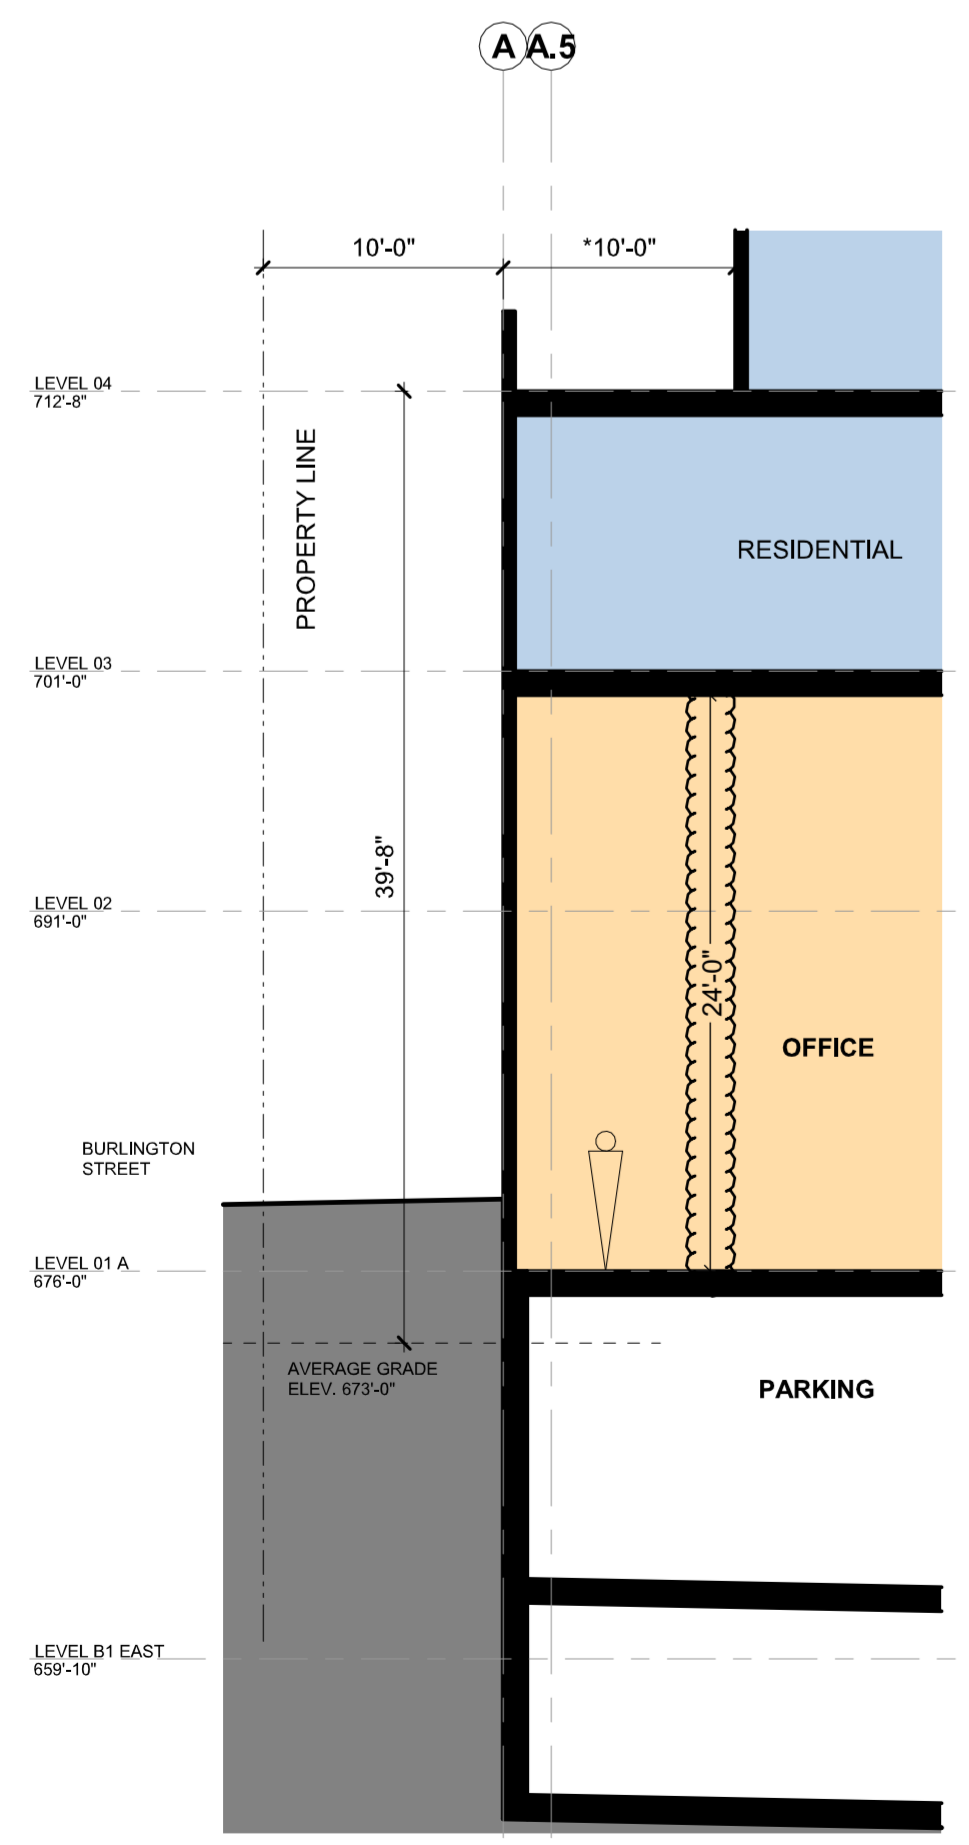 A A.5
10'-0" *10'-0"
LEVEL 04
712'-8"
PROPERTY LINE
RESIDENTIAL
LEVEL 03
701'-0"
39'-8"
LEVEL 02
691'-0"
24'-0"
OFFICE
BURLINGTON
STREET
LEVEL 01 A
676'-0"
AVERAGE GRADE
ELEV. 673'-0"
PARKING
LEVEL B1 EAST
659'-10"